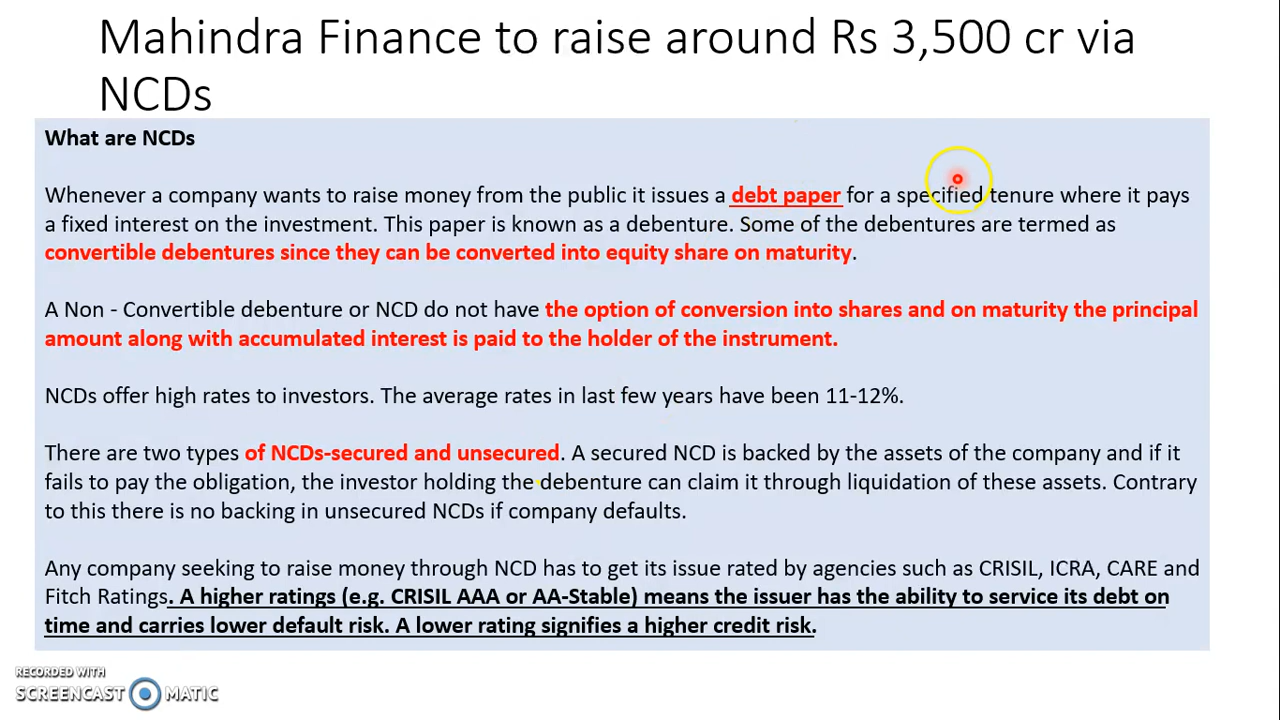 Mahindra Finance to raise around Rs 3,500 cr via
NCDs
What are NCDs
Whenever a company wants to raise money from the public it issues a debt paper for a specified tenure where it pays
a fixed interest on the investment. This paper is known as a debenture. Some of the debentures are termed as
convertible debentures since they can be converted into equity share on maturity.
A Non - Convertible debenture or NCD do not have the option of conversion into shares and on maturity the principal
amount along with accumulated interest is paid to the holder of the instrument.
NCDs offer high rates to investors. The average rates in last few years have been 11-12%.
There are two types of NCDs-secured and unsecured. A secured NCD is backed by the assets of the company and if it
fails to pay the obligation, the investor holding the debenture can claim it through liquidation of these assets. Contrary
to this there is no backing in unsecured NCDs if company defaults.
Any company seeking to raise money through NCD has to get its issue rated by agencies such as CRISIL, ICRA, CARE and
Fitch Ratings. A higher ratings (e.g. CRISIL AAA or AA-Stable) means the issuer has the ability to service its debt on
time and carries lower default risk. A lower rating signifies a higher credit risk.
RECORDED WITH
SCREENCAST MATIC